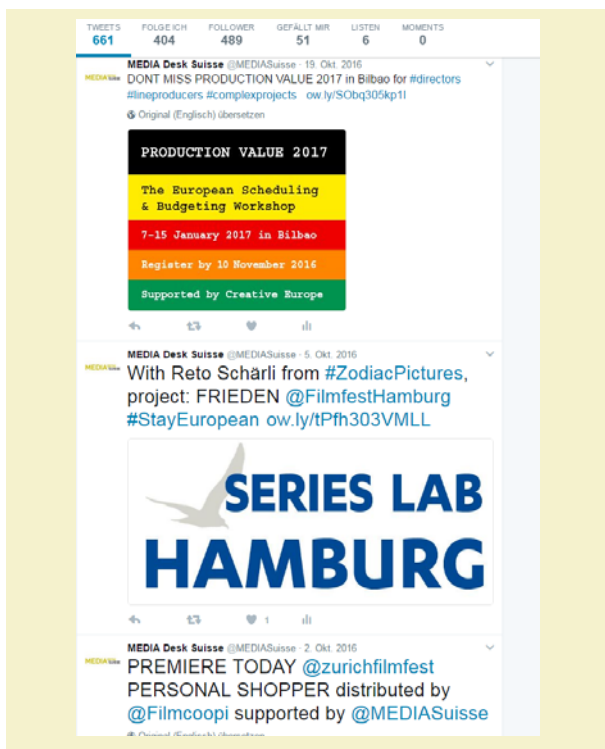 TWEETS FOLGE ICH FOLLOWER GEFÄLLT MIR LISTEN MOMENTS
661 404 489 51 6 0
MEDIA Desk Suisse @MEDIASuisse · 19. Okt. 2016
DONT MISS PRODUCTION VALUE 2017 in Bilbao for #directors
#lineproducers #complexprojects ow.ly/SObq305kp1I
Original (Englisch) übersetzen
PRODUCTION VALUE 2017
The European Scheduling
& Budgeting Workshop
7-15 January 2017 in Bilbao
Register by 10 November 2016
Supported by Creative Europe
MEDIA Desk Suisse @MEDIASuisse · 5. Okt. 2016
With Reto Schärli from #ZodiacPictures,
project: FRIEDEN @FilmfestHamburg
#StayEuropean ow.ly/tPfh303VMLL
SERIES LAB
HAMBURG
1
MEDIA Desk Suisse @MEDIASuisse · 2. Okt. 2016
PREMIERE TODAY @zurichfilmfest
PERSONAL SHOPPER distributed by
@Filmcoopi supported by @MEDIASuisse
Original (Englisch) übersetzen